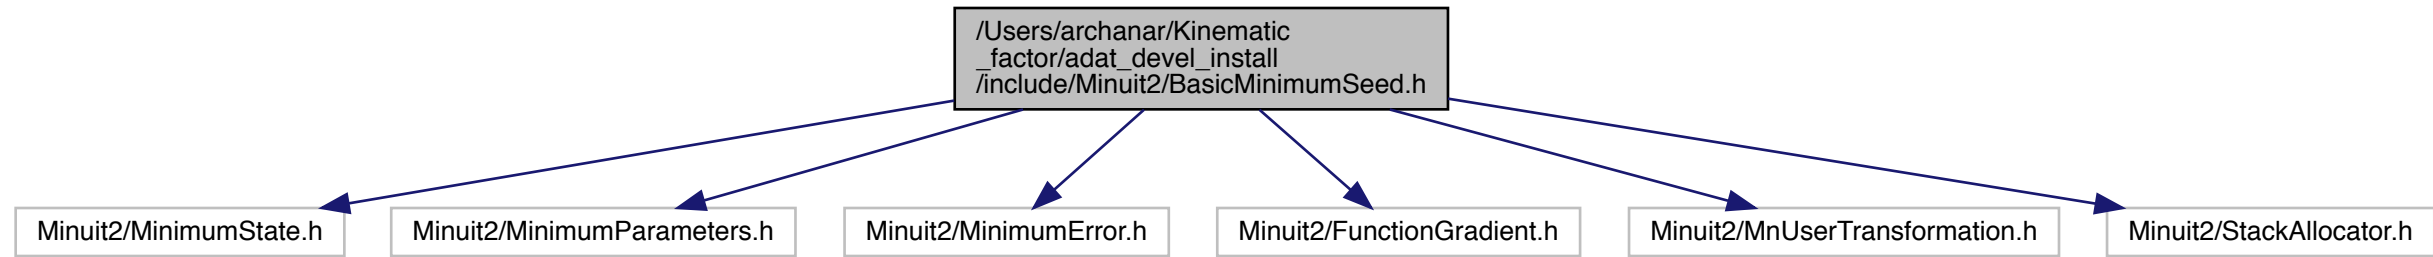 /Users/archanar/Kinematic
_factor/adat_devel_install
/include/Minuit2/BasicMinimumSeed.h
Minuit2/MinimumState.h
Minuit2/MinimumParameters.h
Minuit2/MinimumError.h
Minuit2/FunctionGradient.h
Minuit2/MnUserTransformation.h
Minuit2/StackAllocator.h